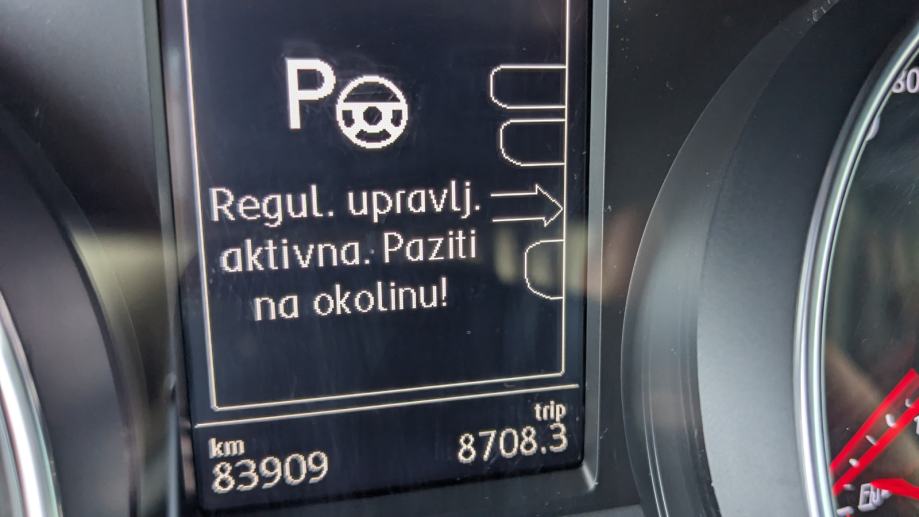 P
Regul. upravlj.
aktivna. Paziti
na okolinu!
km
83909
trip
8708.3